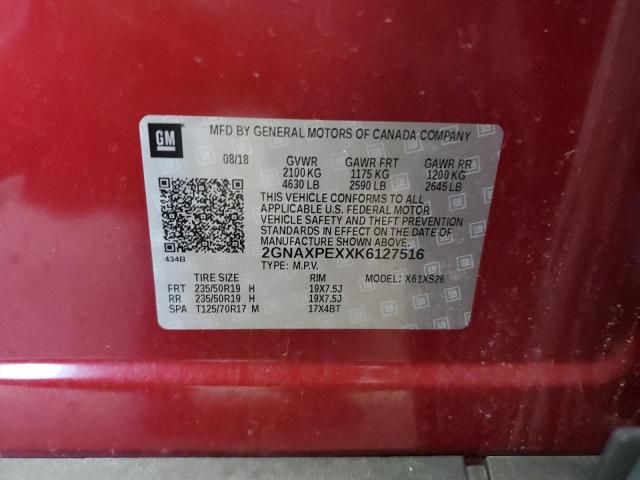 GM MFD BY GENERAL MOTORS OF CANADA COMPANY
08/18 GVWR GAWR FRT GAWR RR
2100 KG 1175 KG 1200 KG
4630 LB 2590 LB 2645 LB
THIS VEHICLE CONFORMS TO ALL
APPLICABLE U.S. FEDERAL MOTOR
VEHICLE SAFETY AND THEFT PREVENTION
STANDARDS IN EFFECT ON THE DATE OF
MANUFACTURE SHOWN ABOVE.
434B 2GNAXPEXXK6127516
TYPE: M.P.V.
TIRE SIZE RIM MODEL: X61XS26
FRT 235/50R19 H 19X7.5J
RR 235/50R19 H 19X7.5J
SPA T125/70R17 M 17X4BT